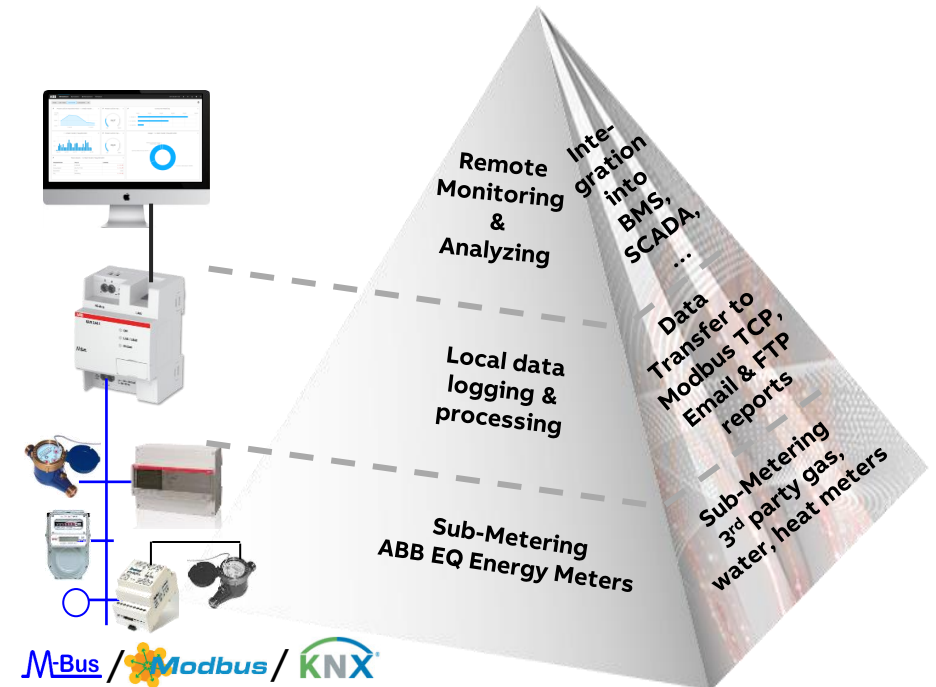 Remote
Monitoring
&
Analyzing
Inte-
gration
into
BMS,
SCADA,
...
Local data
logging &
processing
Data
Transfer to
Modbus TCP,
Email & FTP
reports
Sub-Metering
ABB EQ Energy Meters
Sub-Metering
3rd party gas,
water, heat meters
M-Bus / Modbus / KNX®